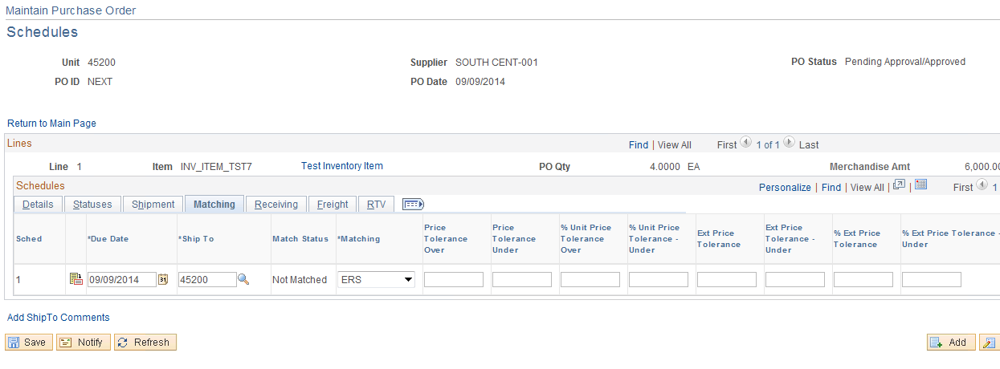 Maintain Purchase Order
Schedules
Unit 45200 Supplier SOUTH CENT-001 PO Status Pending Approval/Approved
PO ID NEXT PO Date 09/09/2014
Return to Main Page
Lines Find | View All First 1 of 1 Last
Line 1 Item INV_ITEM_TST7 Test Inventory Item PO Qty 4.0000 EA Merchandise Amt 6,000.00
Schedules Personalize | Find | View All | | First 1
Details Statuses Shipment Matching Receiving Freight RTV
Sched *Due Date *Ship To Match Status *Matching Price Tolerance Over Price Tolerance Under % Unit Price Tolerance Over % Unit Price Tolerance - Under Ext Price Tolerance Ext Price Tolerance - Under % Ext Price Tolerance % Ext Price Tolerance - Under
1 09/09/2014 31 45200 Not Matched ERS
Add ShipTo Comments
Save Notify Refresh Add